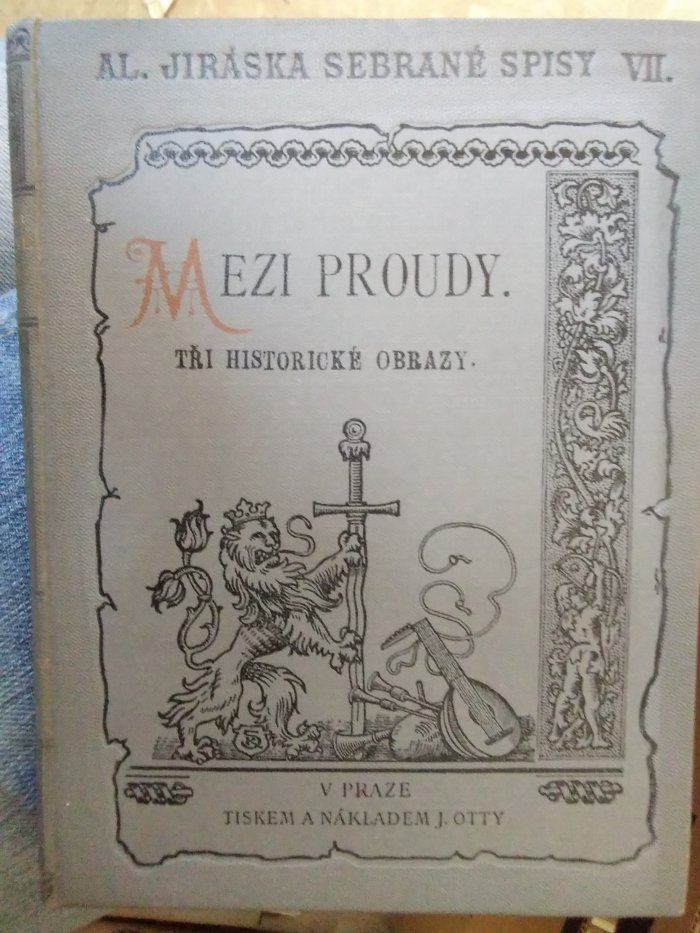 AL. JIRÁSKA SEBRANÉ SPISY VII.
MEZI PROUDY.
TŘI HISTORICKÉ OBRAZY.
V PRAZE
TISKEM A NÁKLADEM J. OTTY